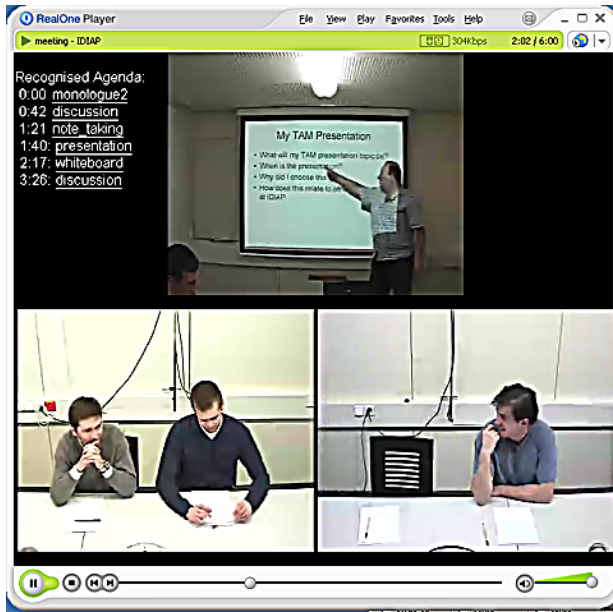 RealOne Player File View Play Favorites Tools Help
meeting - IDIAP 304Kbps 2:02 / 6:00
Recognised Agenda:
0:00 monologue2
0:42 discussion
1:21 note_taking
1:40: presentation
2:17: whiteboard
3:26: discussion
My TAM Presentation
• What will my TAM presentation topic be?
• When is the presentation?
• Why did I choose this
• How does this relate to
at IDIAP